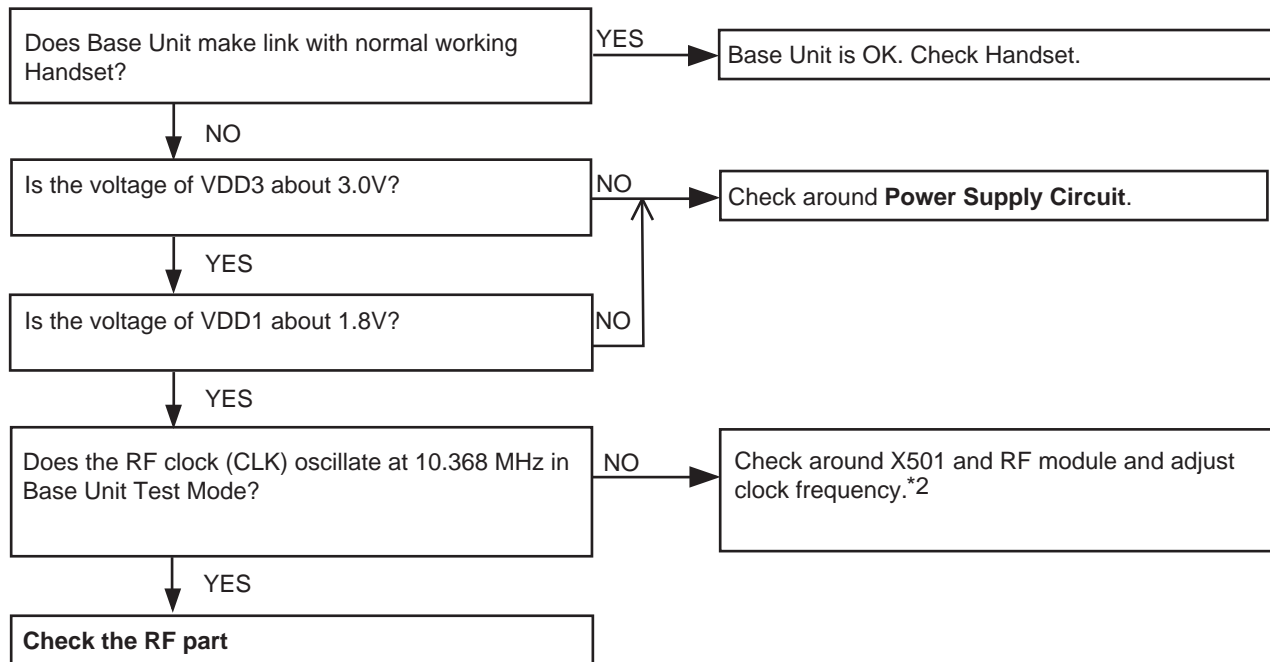 Does Base Unit make link with normal working
Handset?
YES
Base Unit is OK. Check Handset.
NO
Is the voltage of VDD3 about 3.0V?
NO
Check around Power Supply Circuit.
YES
Is the voltage of VDD1 about 1.8V?
NO
YES
Does the RF clock (CLK) oscillate at 10.368 MHz in
Base Unit Test Mode?
NO
Check around X501 and RF module and adjust
clock frequency.*2
YES
Check the RF part